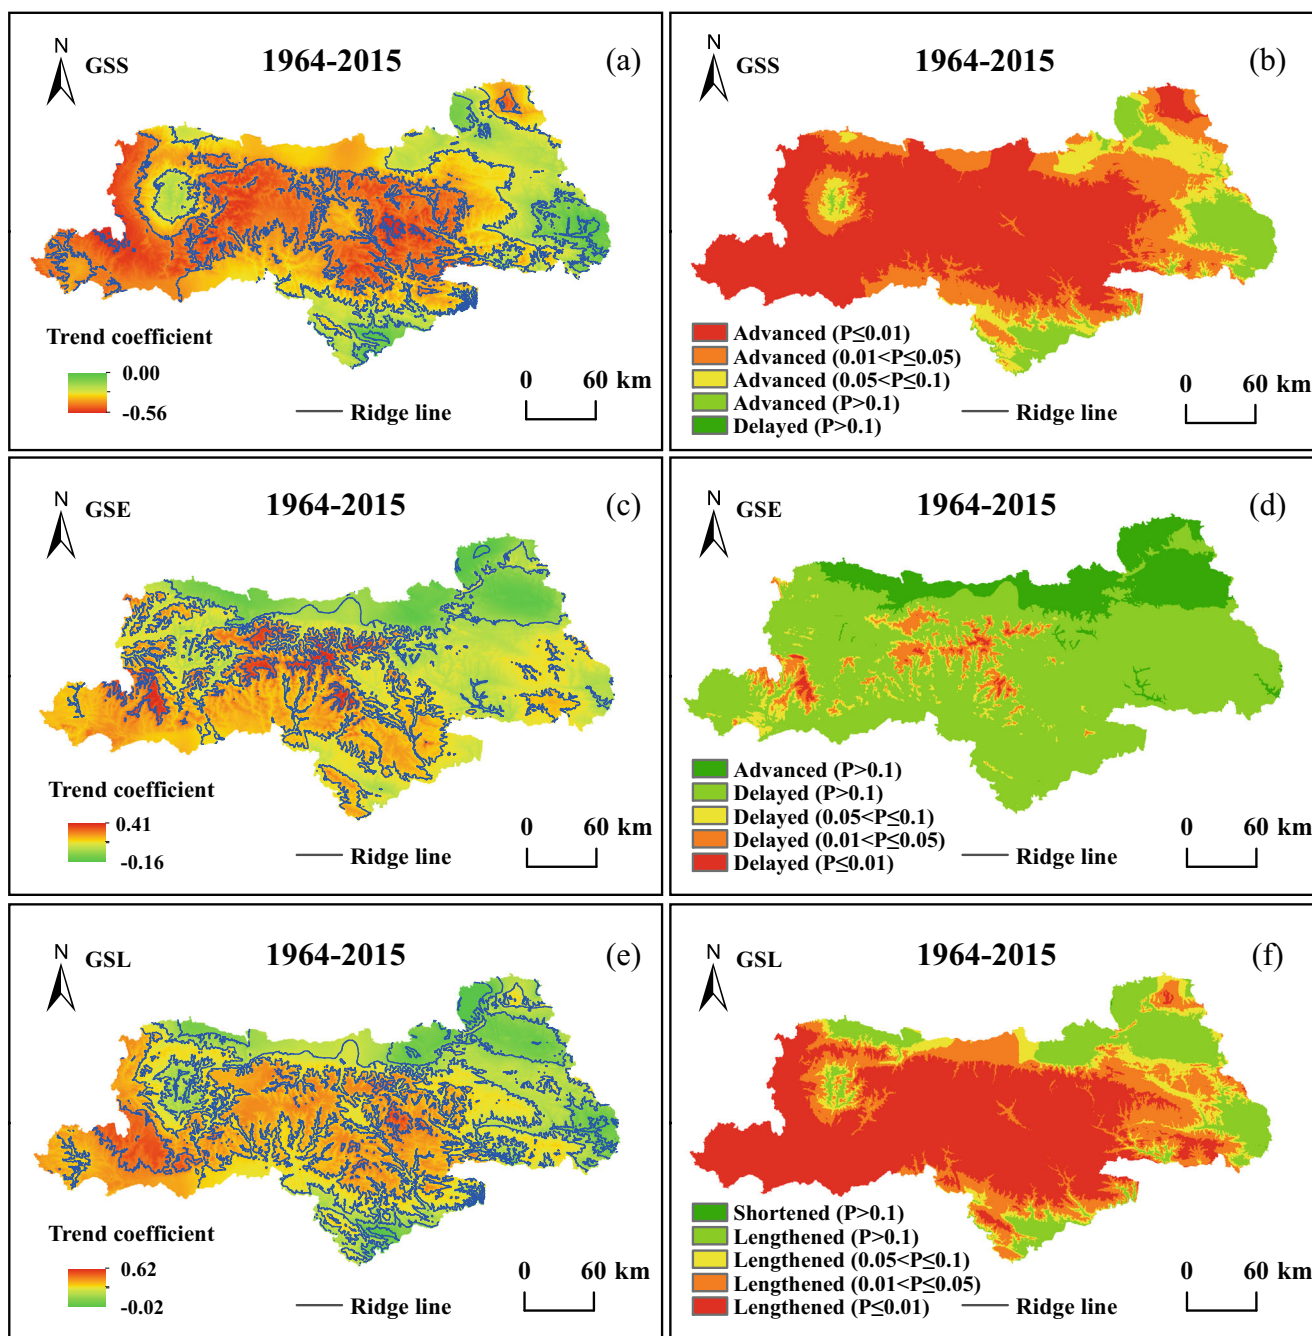 N
GSS
1964-2015
(a)
Trend coefficient
0.00
-0.56
Ridge line
0 60 km
N
GSS
1964-2015
(b)
Advanced (P≤0.01)
Advanced (0.01<P≤0.05)
Advanced (0.05<P≤0.1)
Advanced (P>0.1)
Delayed (P>0.1)
Ridge line
0 60 km
N
GSE
1964-2015
(c)
Trend coefficient
0.41
-0.16
Ridge line
0 60 km
N
GSE
1964-2015
(d)
Advanced (P>0.1)
Delayed (P>0.1)
Delayed (0.05<P≤0.1)
Delayed (0.01<P≤0.05)
Delayed (P≤0.01)
Ridge line
0 60 km
N
GSL
1964-2015
(e)
Trend coefficient
0.62
-0.02
Ridge line
0 60 km
N
GSL
1964-2015
(f)
Shortened (P>0.1)
Lengthened (P>0.1)
Lengthened (0.05<P≤0.1)
Lengthened (0.01<P≤0.05)
Lengthened (P≤0.01)
Ridge line
0 60 km